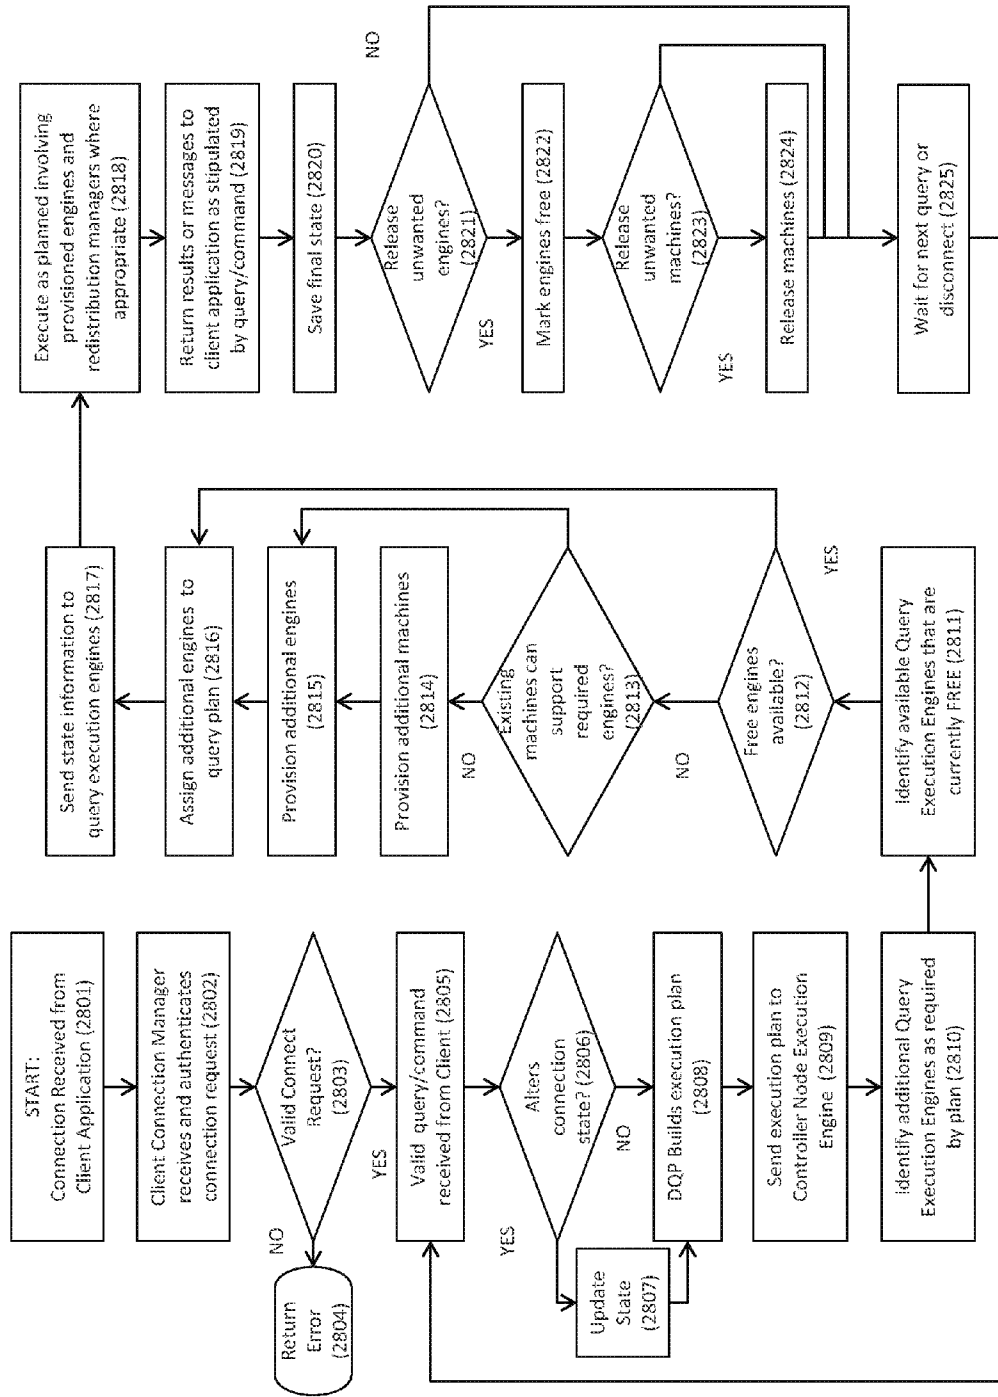 START:
Connection Received from
Client Application (2801)
Client Connection Manager
receives and authenticates
connection request (2802)
Valid Connect
Request?
(2803)
NO
Return
Error
(2804)
YES
Valid query/command
received from Client (2805)
Alters
connection
state? (2806)
YES
Update
State
(2807)
NO
DQP Builds execution plan
(2808)
Send execution plan to
Controller Node Execution
Engine (2809)
Identify additional Query
Execution Engines as required
by plan (2810)
Identify available Query
Execution Engines that are
currently FREE (2811)
Free engines
available?
(2812)
YES
NO
Existing
machines can
support
required
engines?
(2813)
NO
Provision additional machines
(2814)
Provision additional engines
(2815)
Assign additional engines to
query plan (2816)
Send state information to
query execution engines (2817)
Execute as planned involving
provisioned engines and
redistribution managers where
appropriate (2818)
Return results or messages to
client application as stipulated
by query/command (2819)
Save final state (2820)
Release
unwanted
engines?
(2821)
NO
YES
Mark engines free (2822)
Release
unwanted
machines?
(2823)
YES
Release machines (2824)
Wait for next query or
disconnect (2825)